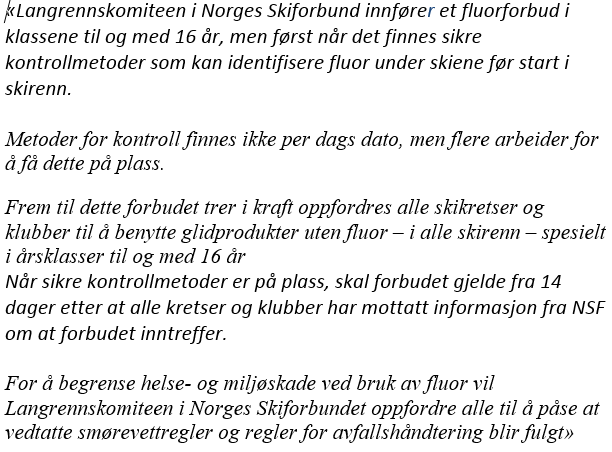 «Langrennskomiteen i Norges Skiforbund innfører et fluorforbud i
klassene til og med 16 år, men først når det finnes sikre
kontrollmetoder som kan identifisere fluor under skiene før start i
skirenn.
Metoder for kontroll finnes ikke per dags dato, men flere arbeider for
å få dette på plass.
Frem til dette forbudet trer i kraft oppfordres alle skikretser og
klubber til å benytte glidprodukter uten fluor – i alle skirenn – spesielt
i årsklasser til og med 16 år
Når sikre kontrollmetoder er på plass, skal forbudet gjelde fra 14
dager etter at alle kretser og klubber har mottatt informasjon fra NSF
om at forbudet inntreffer.
For å begrense helse- og miljøskade ved bruk av fluor vil
Langrennskomiteen i Norges Skiforbundet oppfordre alle til å påse at
vedtatte smørevettregler og regler for avfallshåndtering blir fulgt»